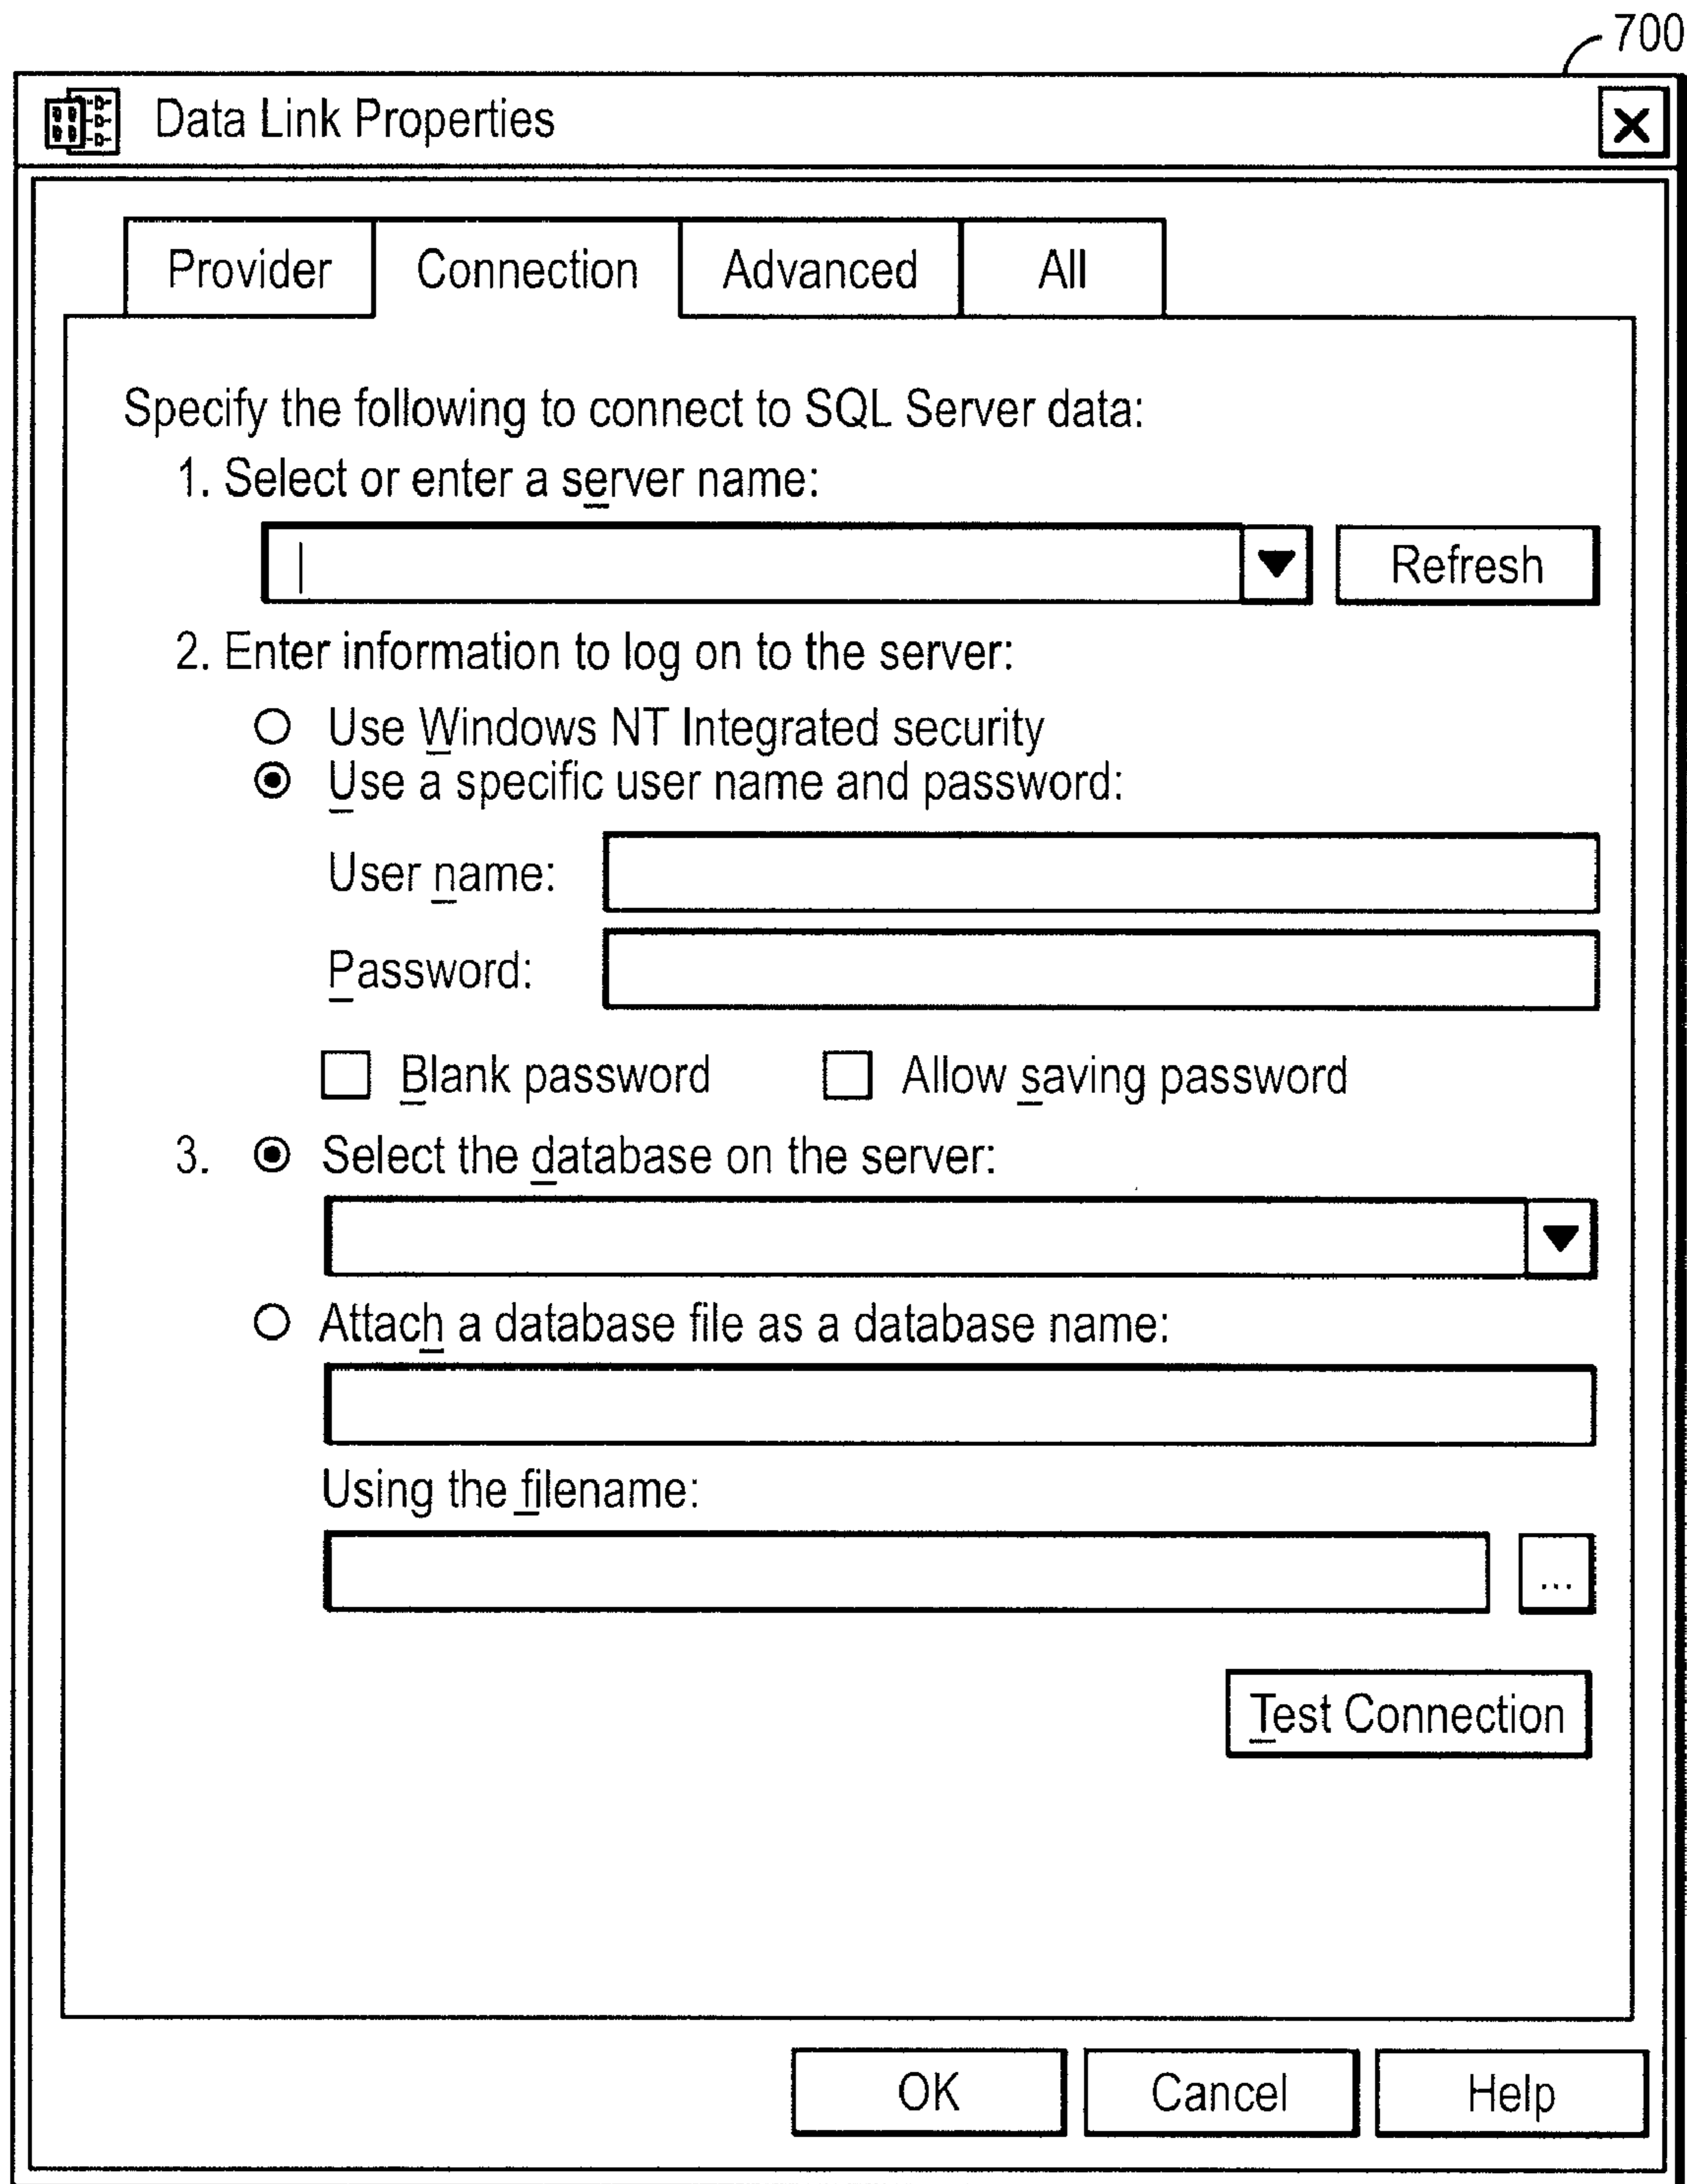 700
Data Link Properties
Provider Connection Advanced All
Specify the following to connect to SQL Server data:
1. Select or enter a server name:
Refresh
2. Enter information to log on to the server:
Use Windows NT Integrated security
Use a specific user name and password:
User name:
Password:
Blank password Allow saving password
3. Select the database on the server:
Attach a database file as a database name:
Using the filename:
...
Test Connection
OK Cancel Help